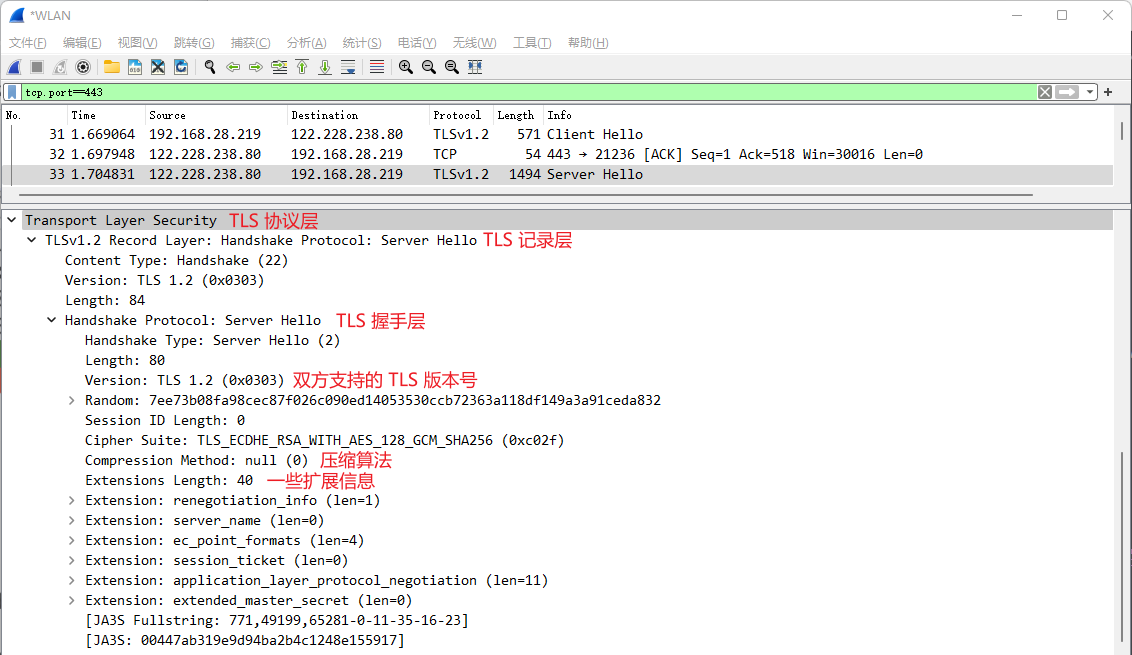 *WLAN
文件(F) 编辑(E) 视图(V) 跳转(G) 捕获(C) 分析(A) 统计(S) 电话(Y) 无线(W) 工具(T) 帮助(H)
tcp.port==443
No. Time Source Destination Protocol Length Info
31 1.669064 192.168.28.219 122.228.238.80 TLSv1.2 571 Client Hello
32 1.697948 122.228.238.80 192.168.28.219 TCP 54 443 → 21236 [ACK] Seq=1 Ack=518 Win=30016 Len=0
33 1.704831 122.228.238.80 192.168.28.219 TLSv1.2 1494 Server Hello
Transport Layer Security TLS 协议层
TLSv1.2 Record Layer: Handshake Protocol: Server Hello TLS 记录层
Content Type: Handshake (22)
Version: TLS 1.2 (0x0303)
Length: 84
Handshake Protocol: Server Hello TLS 握手层
Handshake Type: Server Hello (2)
Length: 80
Version: TLS 1.2 (0x0303) 双方支持的 TLS 版本号
Random: 7ee73b08fa98cec87f026c090ed14053530ccb72363a118df149a3a91ceda832
Session ID Length: 0
Cipher Suite: TLS_ECDHE_RSA_WITH_AES_128_GCM_SHA256 (0xc02f)
Compression Method: null (0) 压缩算法
Extensions Length: 40 一些扩展信息
Extension: renegotiation_info (len=1)
Extension: server_name (len=0)
Extension: ec_point_formats (len=4)
Extension: session_ticket (len=0)
Extension: application_layer_protocol_negotiation (len=11)
Extension: extended_master_secret (len=0)
[JA3S Fullstring: 771,49199,65281-0-11-35-16-23]
[JA3S: 00447ab319e9d94ba2b4c1248e155917]